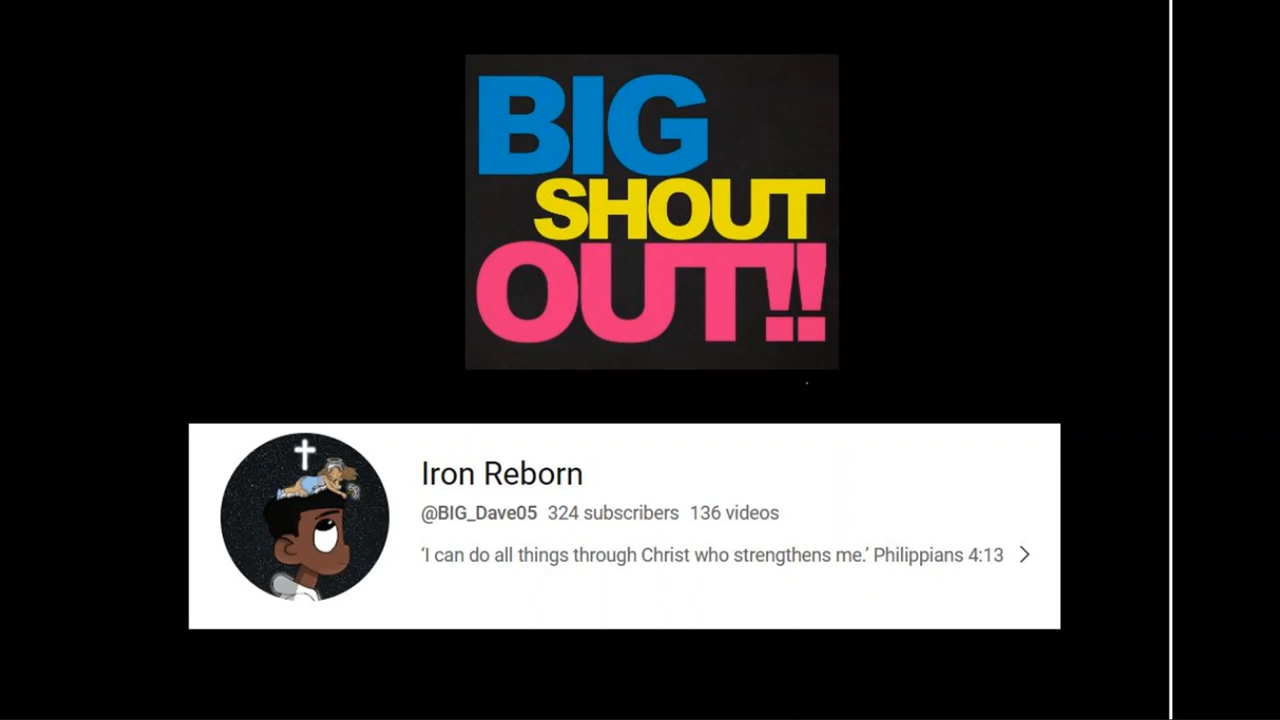 BIG
SHOUT
OUT!!
Iron Reborn
@BIG_Dave05 324 subscribers 136 videos
‘I can do all things through Christ who strengthens me.’ Philippians 4:13